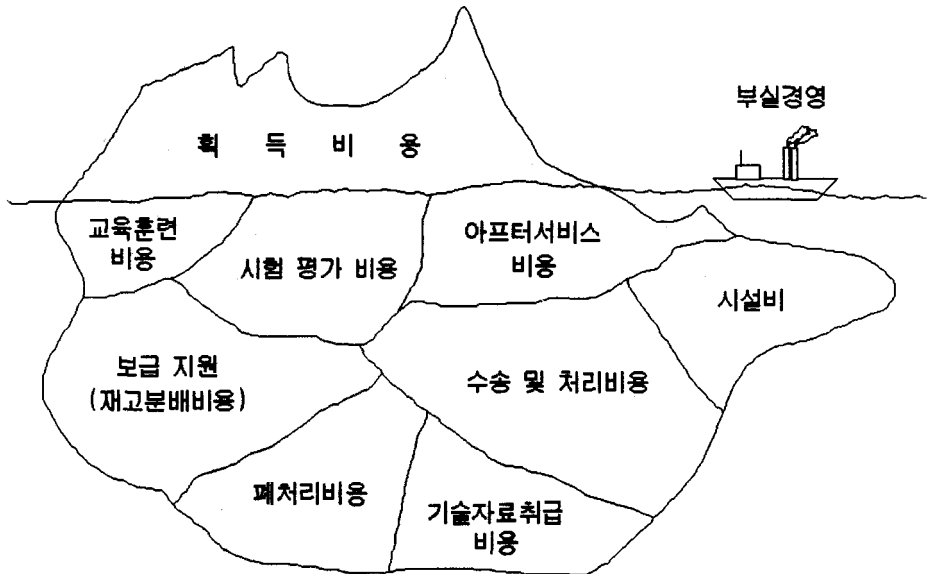 부실경영
획 득 비 용
교육훈련
비용
시험 평가 비용
아프터서비스
비용
시설비
보급 지원
(재고분배비용)
수송 및 처리비용
폐처리비용
기술자료취급
비용